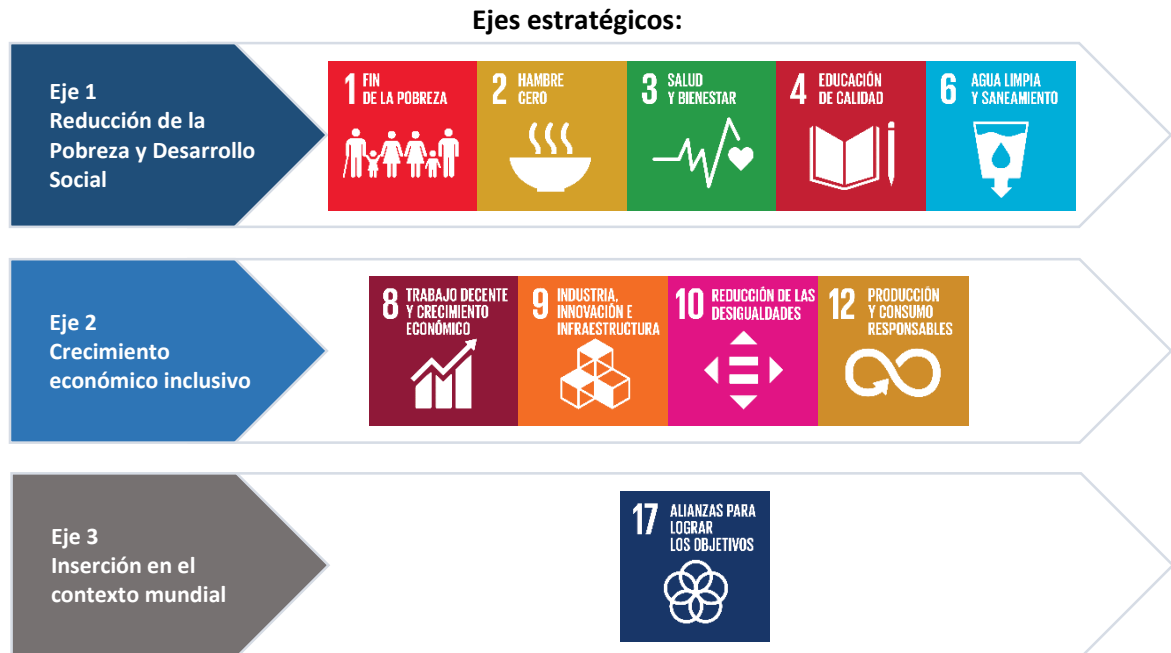 Ejes estratégicos:
Eje 1
Reducción de la
Pobreza y Desarrollo
Social
1 FIN
DE LA POBREZA
2 HAMBRE
CERO
3 SALUD
Y BIENESTAR
4 EDUCACIÓN
DE CALIDAD
6 AGUA LIMPIA
Y SANEAMIENTO
Eje 2
Crecimiento
económico inclusivo
8 TRABAJO DECENTE
Y CRECIMIENTO
ECONÓMICO
9 INDUSTRIA,
INNOVACIÓN E
INFRAESTRUCTURA
10 REDUCCIÓN DE LAS
DESIGUALDADES
12 PRODUCCIÓN
Y CONSUMO
RESPONSABLES
Eje 3
Inserción en el
contexto mundial
17 ALIANZAS PARA
LOGRAR
LOS OBJETIVOS